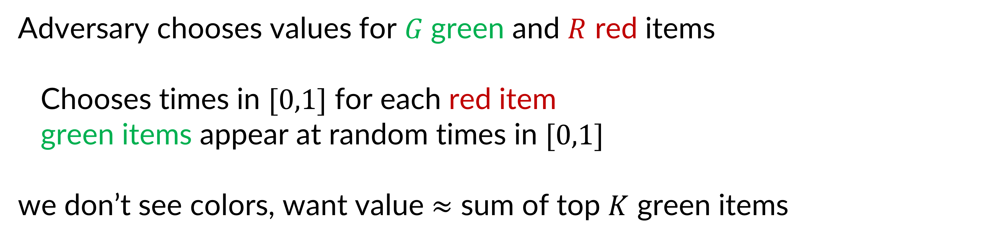 Adversary chooses values for G green and R red items
Chooses times in [0,1] for each red item
green items appear at random times in [0,1]
we don’t see colors, want value ≈ sum of top K green items